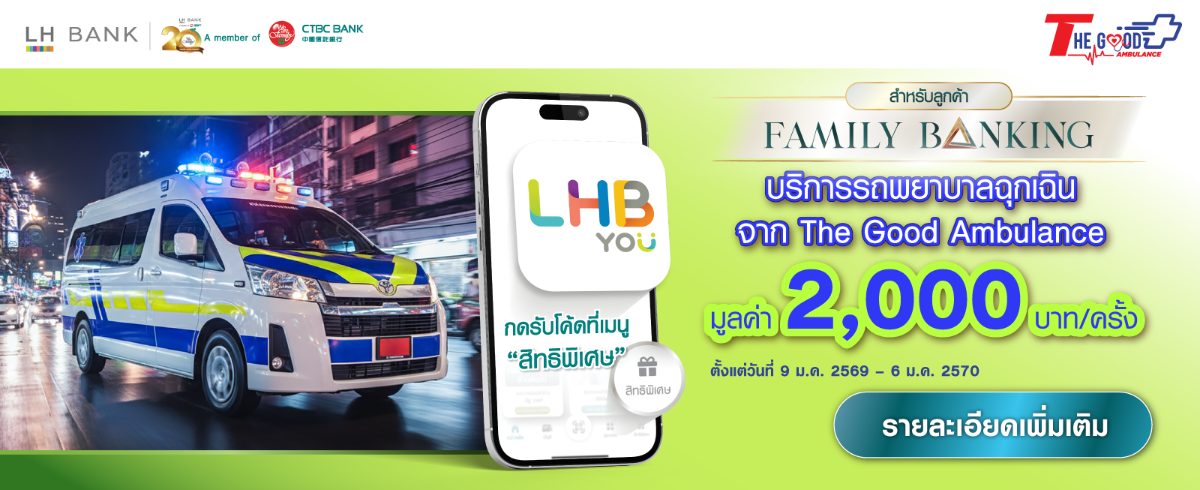 LH BANK
20
A member of
CTBC BANK
中國信託銀行
THE GOOD
AMBULANCE
สำหรับลูกค้า
FAMILY BANKING
บริการรถพยาบาลฉุกเฉิน
จาก The Good Ambulance
มูลค่า 2,000 บาท/ครั้ง
ตั้งแต่วันที่ 9 ม.ค. 2569 – 6 ม.ค. 2570
รายละเอียดเพิ่มเติม
LHB
YOU
กดรับโค้ดที่เมนู
“สิทธิพิเศษ”
สิทธิพิเศษ